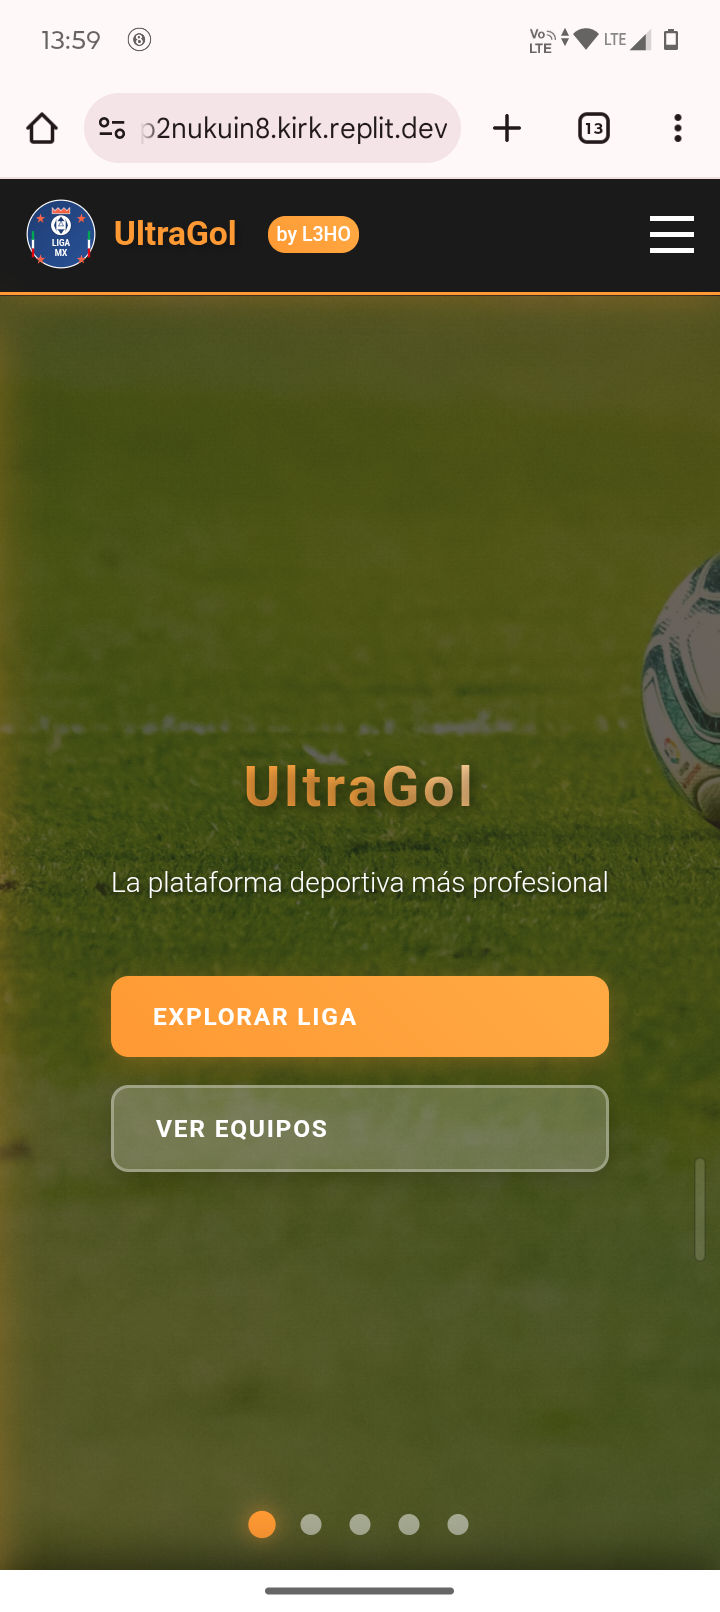 13:59
Vo
LTE
LTE
p2nukuin8.kirk.replit.dev
13
LIGA
MX
UltraGol
by L3HO
UltraGol
La plataforma deportiva más profesional
EXPLORAR LIGA
VER EQUIPOS